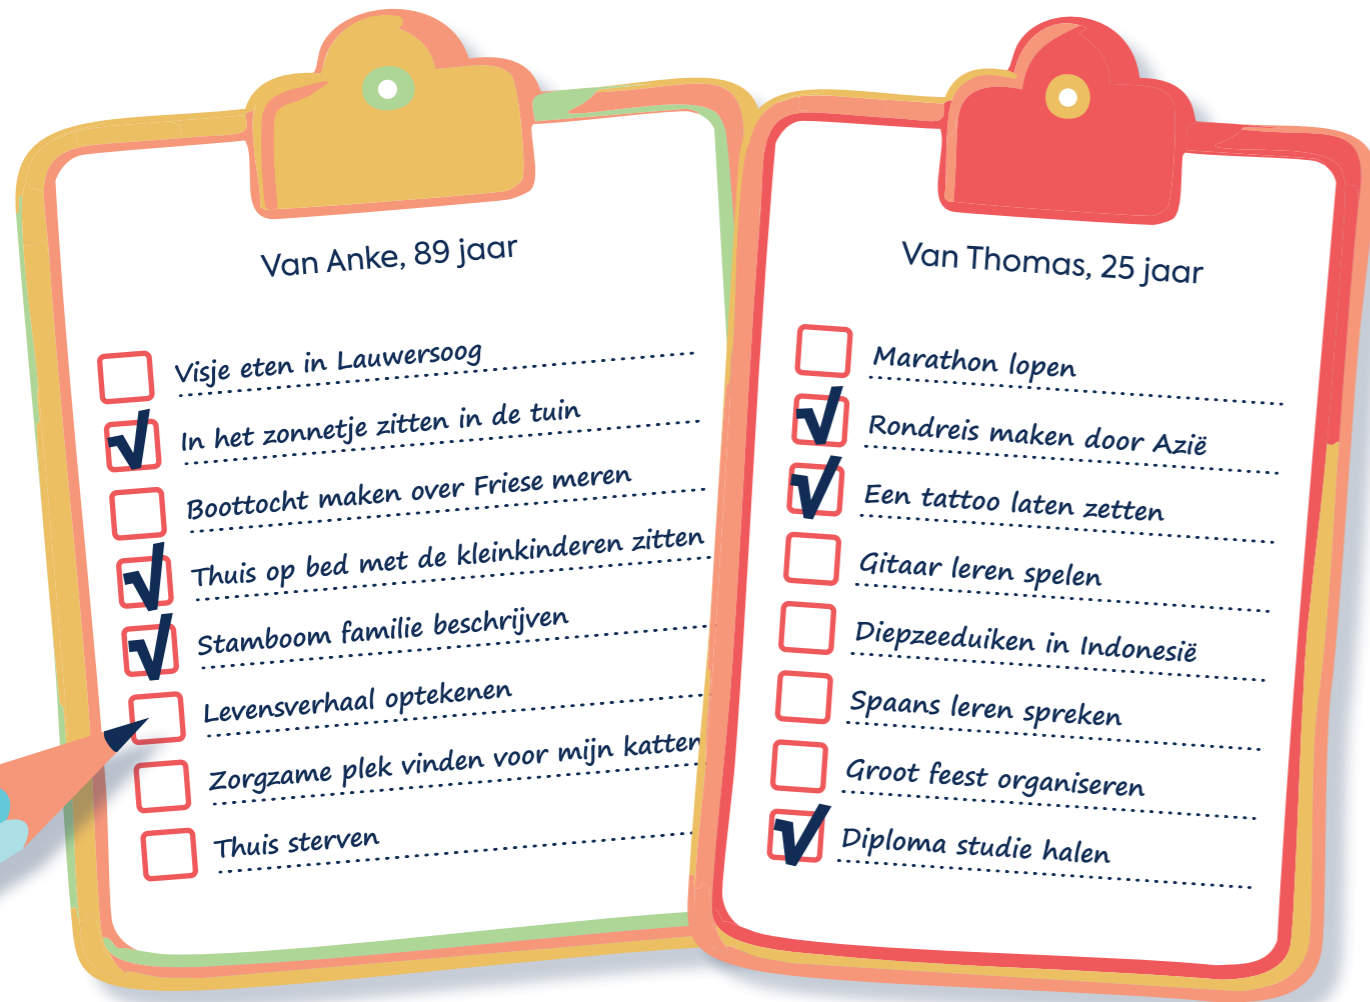 Van Anke, 89 jaar
Visje eten in Lauwersoog
In het zonnetje zitten in de tuin
Boottocht maken over Friese meren
Thuis op bed met de kleinkinderen zitten
Stamboom familie beschrijven
Levensverhaal optekenen
Zorgzame plek vinden voor mijn katten
Thuis sterven
Van Thomas, 25 jaar
Marathon lopen
Rondreis maken door Azië
Een tattoo laten zetten
Gitaar leren spelen
Diepzeeduiken in Indonesië
Spaans leren spreken
Groot feest organiseren
Diploma studie halen